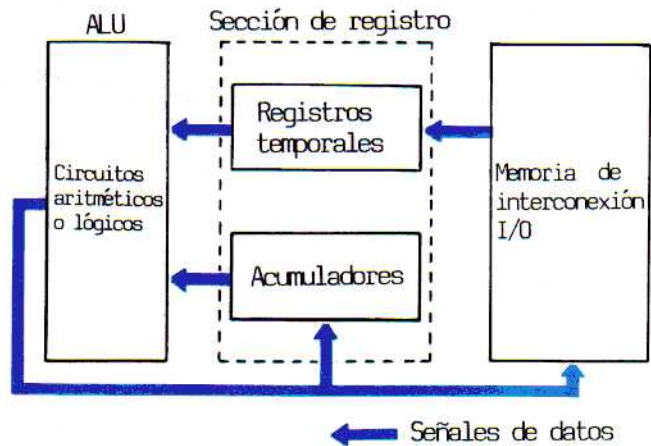 ALU
Sección de registro
Registros
temporales
Circuitos
aritméticos
o lógicos
Memoria de
interconexión
I/O
Acumuladores
Señales de datos